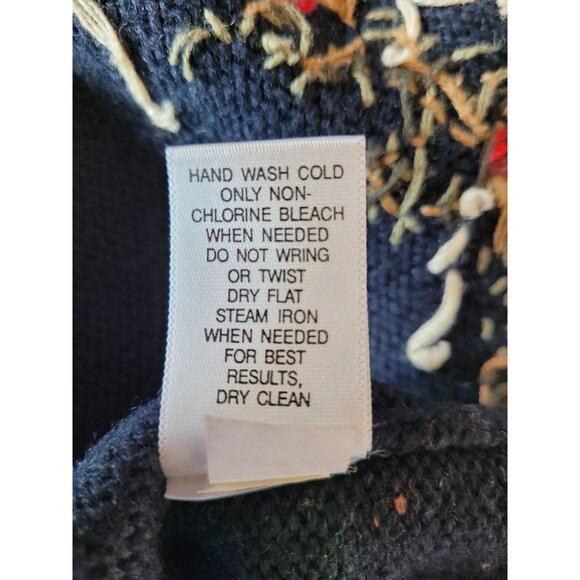 HAND WASH COLD
ONLY NON-
CHLORINE BLEACH
WHEN NEEDED
DO NOT WRING
OR TWIST
DRY FLAT
STEAM IRON
WHEN NEEDED
FOR BEST
RESULTS,
DRY CLEAN